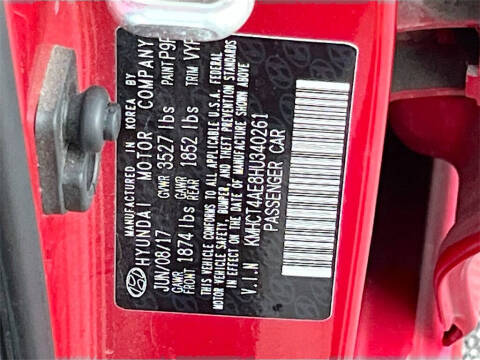 MANUFACTURED IN KOREA BY
HYUNDAI MOTOR COMPANY
JUN/08/17 GVWR 3527 lbs PAINT P9F
GAWR FRONT 1874 lbs GAWR REAR 1852 lbs TRIM VYF
THIS VEHICLE CONFORMS TO ALL APPLICABLE U.S.A. FEDERAL
MOTOR VEHICLE SAFETY, BUMPER, AND THEFT PREVENTION
STANDARDS IN EFFECT ON THE DATE OF MANUFACTURE SHOWN ABOVE
V.I.N KMHCT4AE8HU340261
PASSENGER CAR